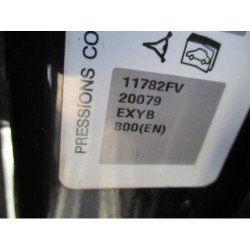 PRESSIONS CO
11782FV
20079
EXYB
800(EN)